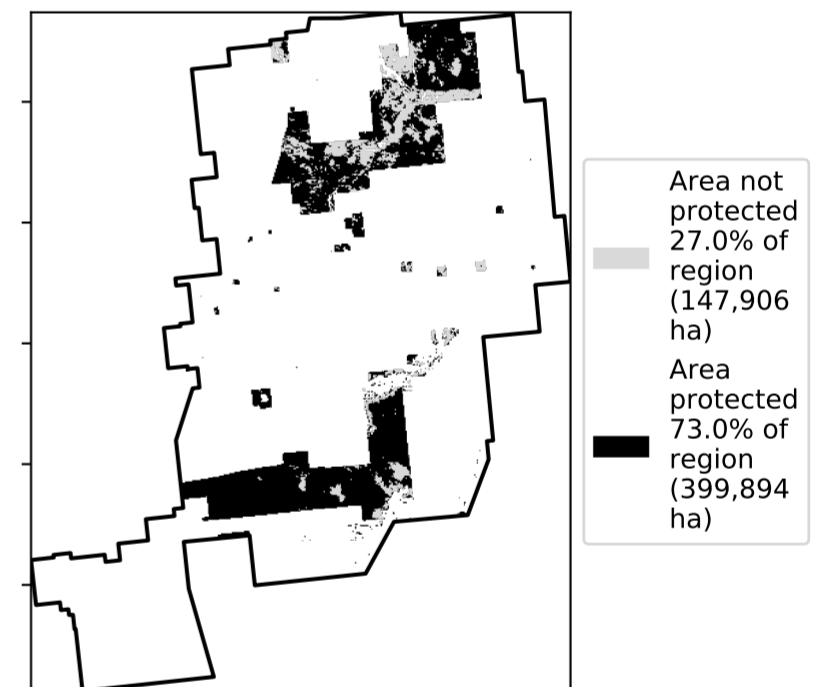 Area not
protected
27.0% of
region
(147,906
ha)
Area
protected
73.0% of
region
(399,894
ha)